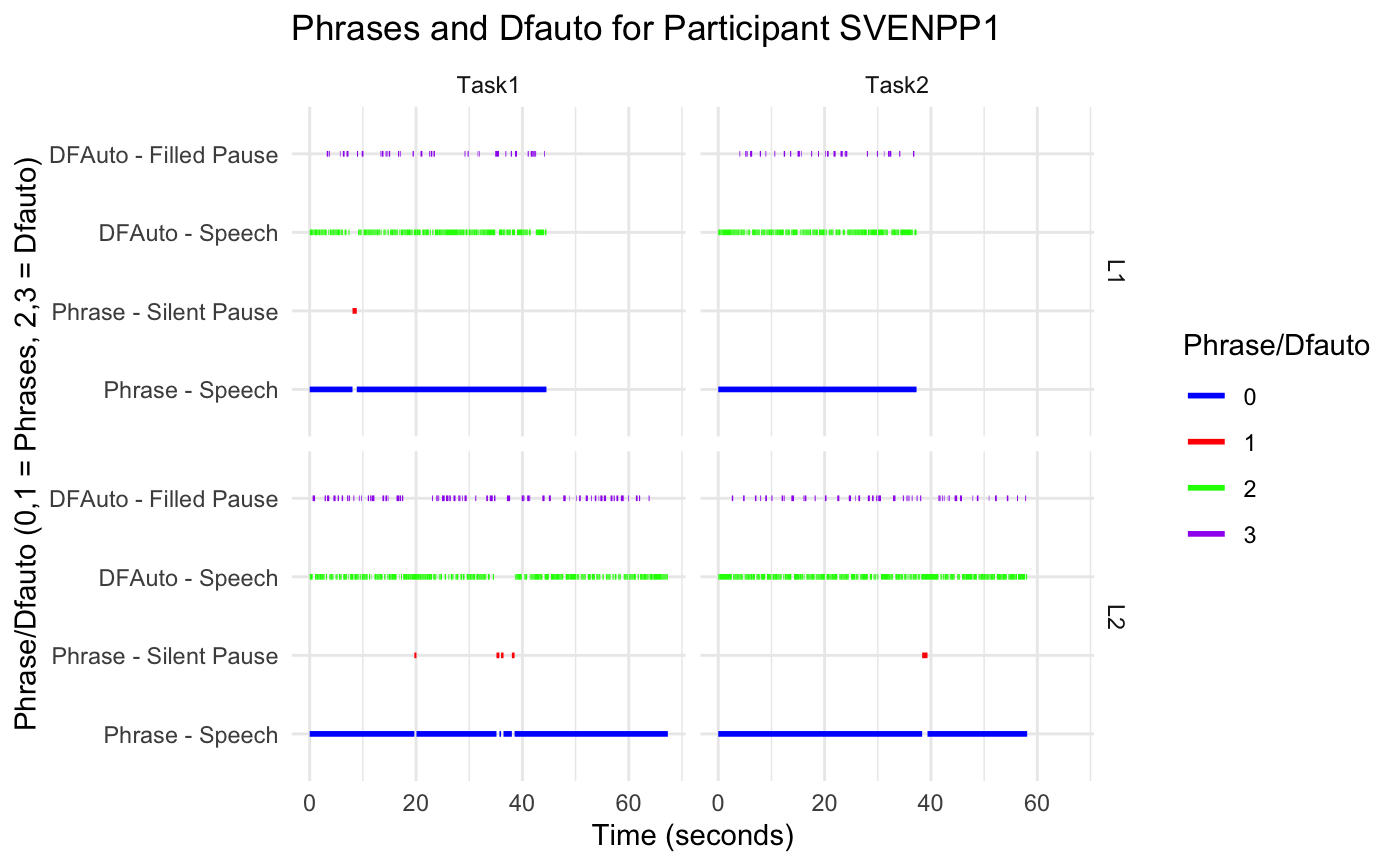 Phrases and Dfauto for Participant SVENPP1
Task1
Task2
Phrase/Dfauto (0,1 = Phrases, 2,3 = Dfauto)
DFAuto - Filled Pause
DFAuto - Speech
Phrase - Silent Pause
Phrase - Speech
L1
DFAuto - Filled Pause
DFAuto - Speech
Phrase - Silent Pause
Phrase - Speech
L2
0 20 40 60
0 20 40 60
Time (seconds)
Phrase/Dfauto
0
1
2
3